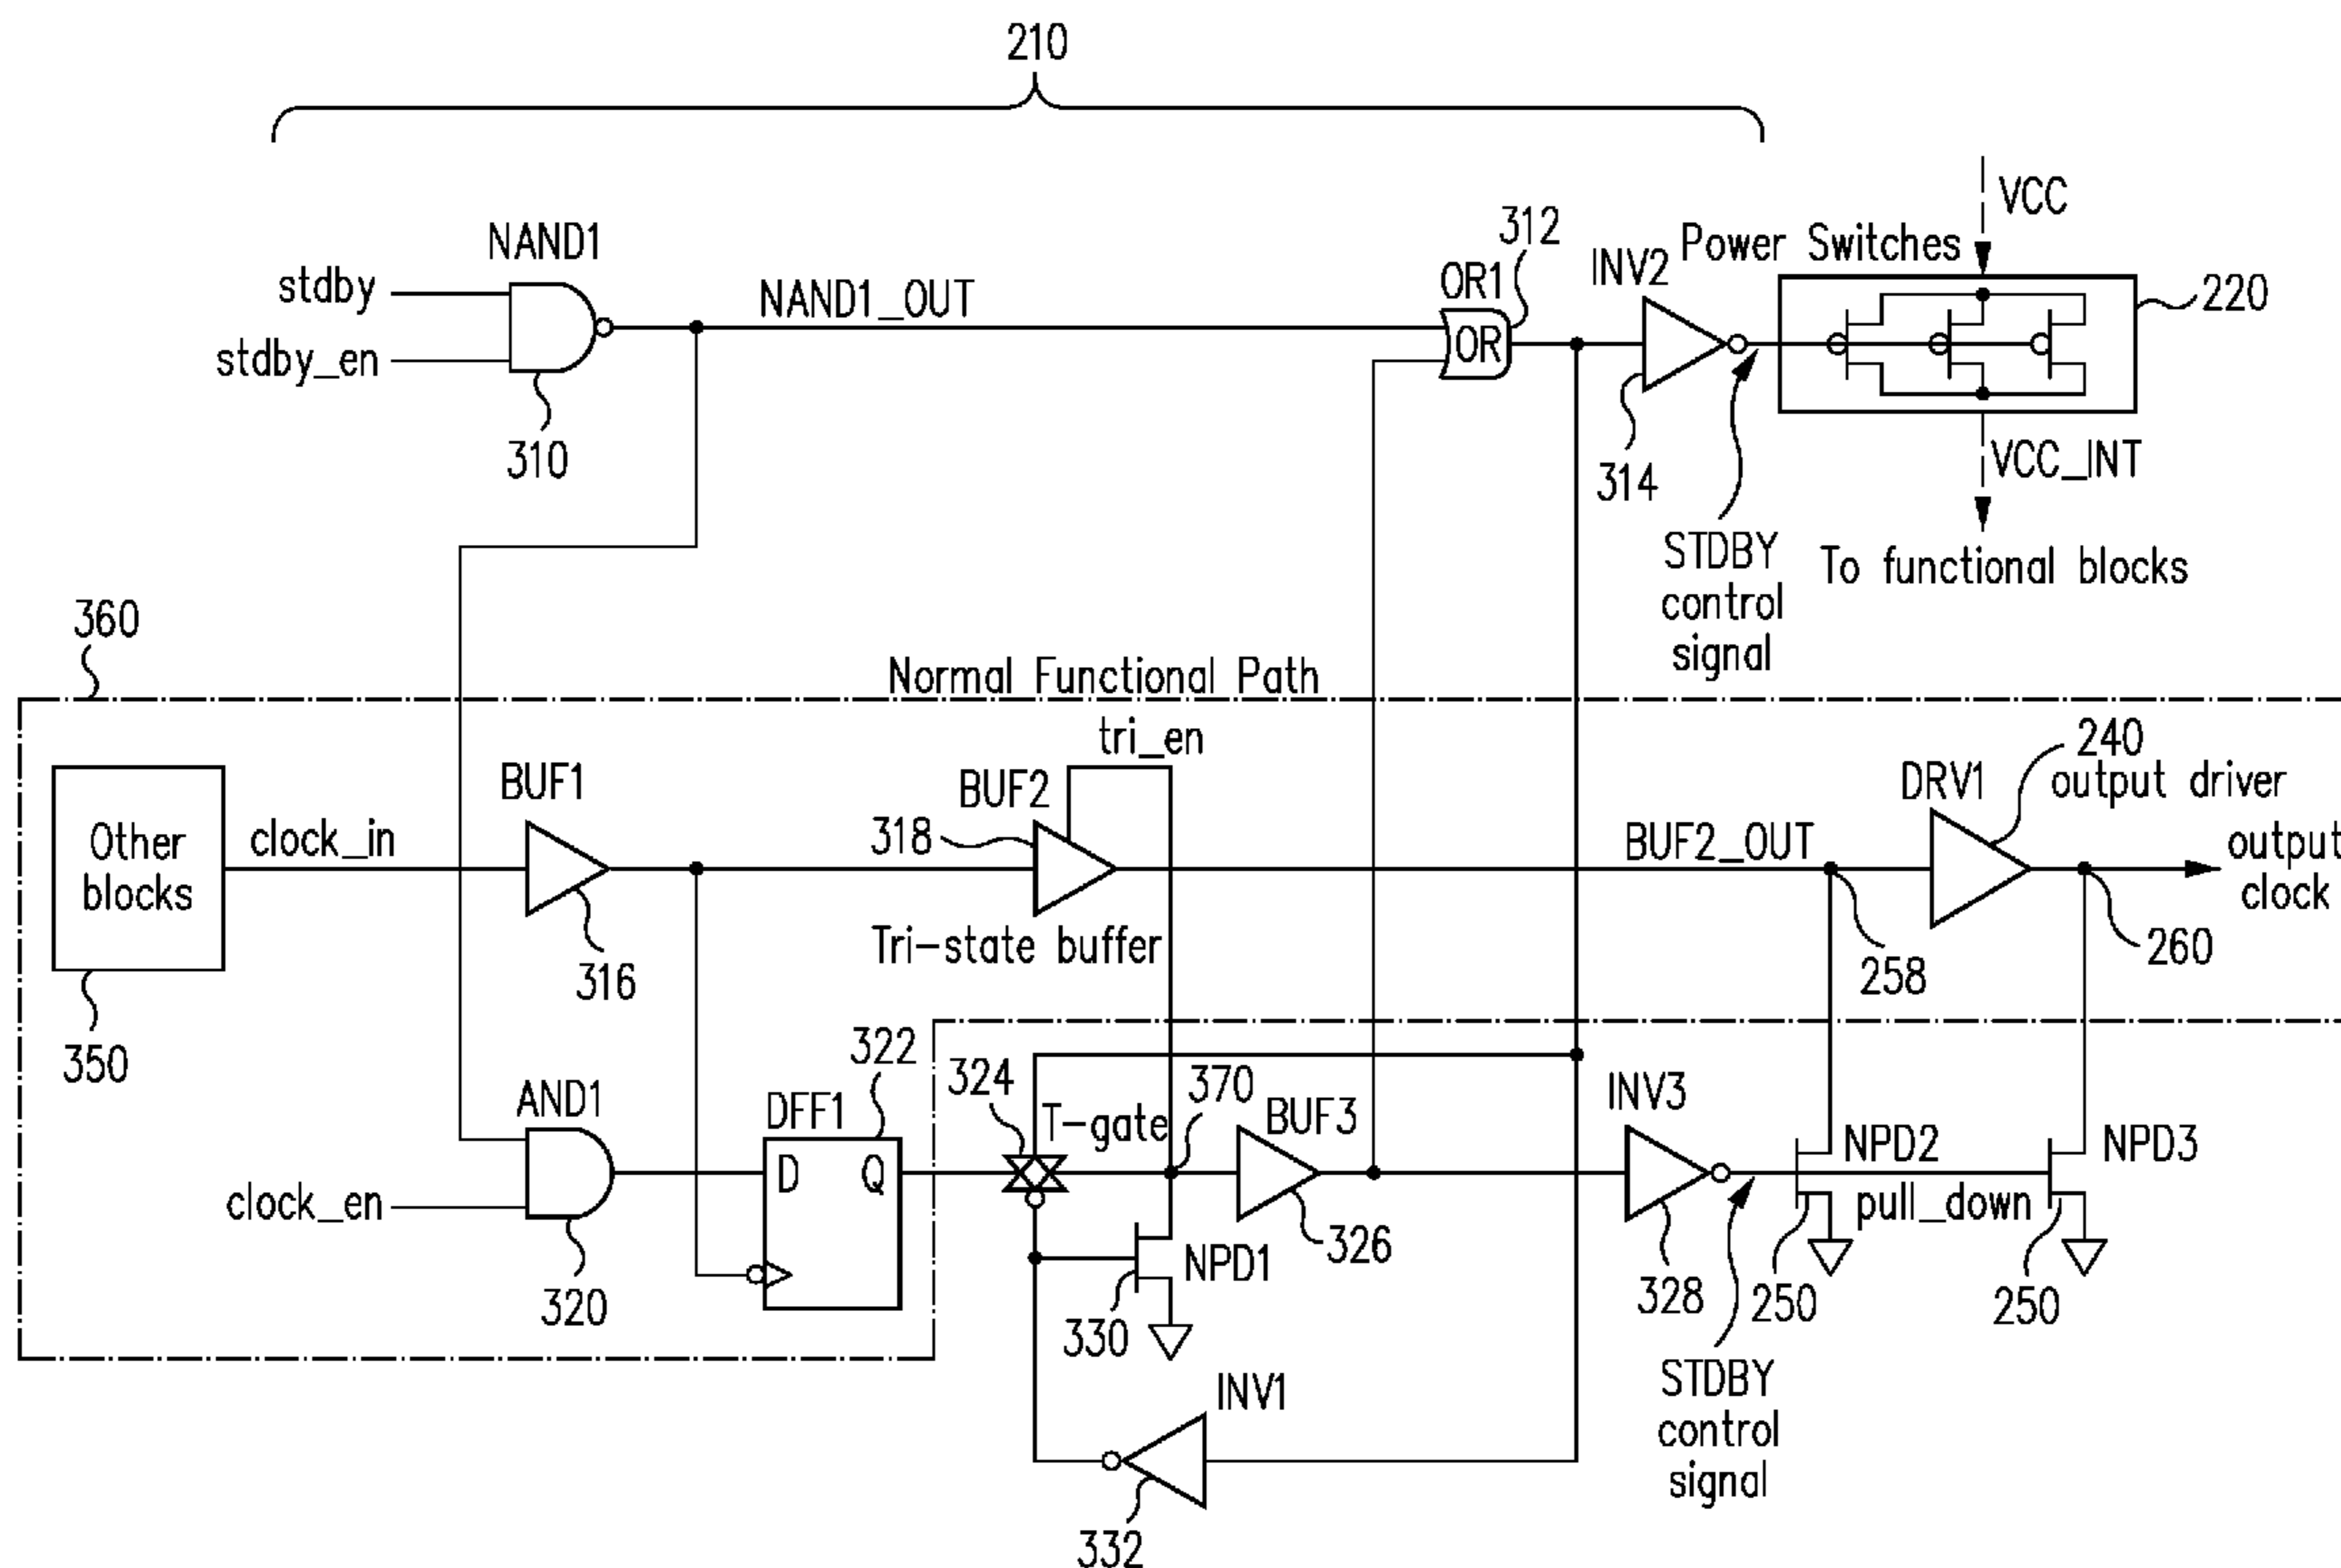 210
VCC
312
NAND1
Power Switches
INV2
OR1
stdby
NAND1_OUT
220
OR
stdby_en
310
314
VCC_INT
STDBY
control
signal
To functional blocks
360
Normal Functional Path
tri_en
240
BUF1
BUF2
DRV1
output driver
Other
blocks
clock_in
318
BUF2_OUT
output
clock
Tri-state buffer
316
258
260
350
322
324
370
AND1
DFF1
T-gate
BUF3
INV3
D
Q
NPD2
NPD3
clock_en
pull_down
320
NPD1
326
330
328
250
250
STDBY
control
signal
INV1
332